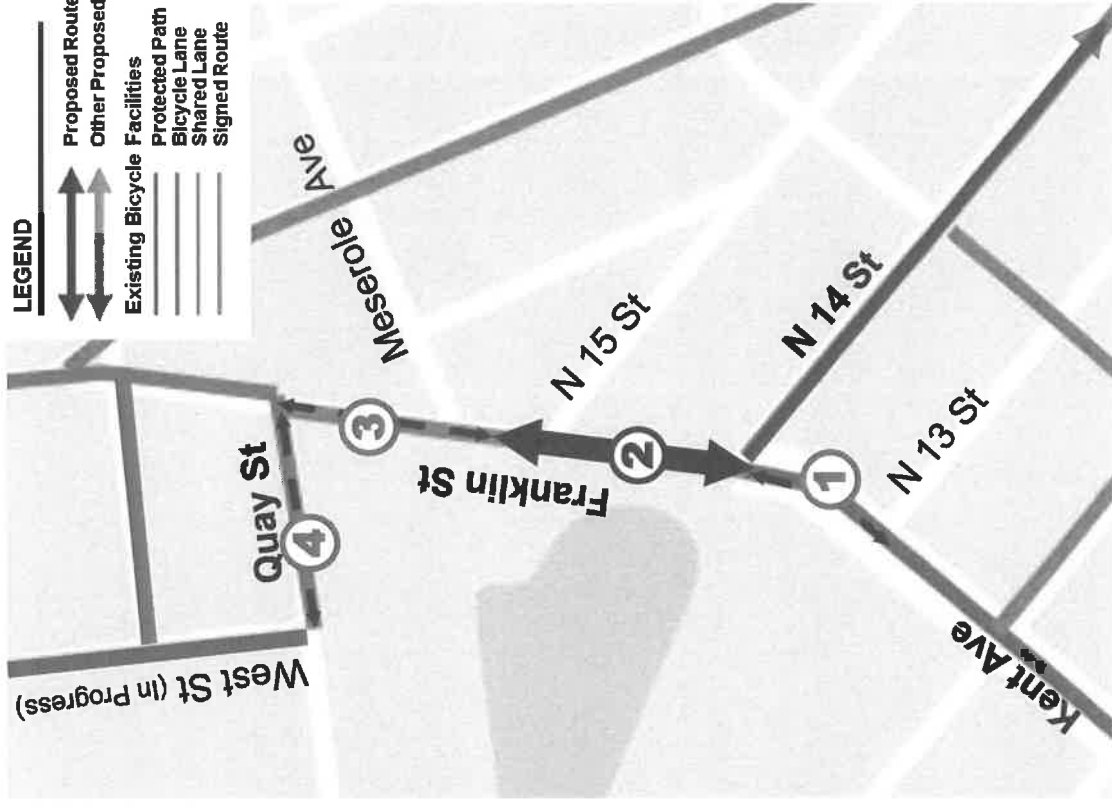 LEGEND
Proposed Route
Other Proposed
Existing Bicycle Facilities
Protected Path
Bicycle Lane
Shared Lane
Signed Route
Meserole Ave
N 15 St
N 14 St
N 13 St
Quay St
Franklin St
West St (In Progress)
Kent Ave
3
2
1
4